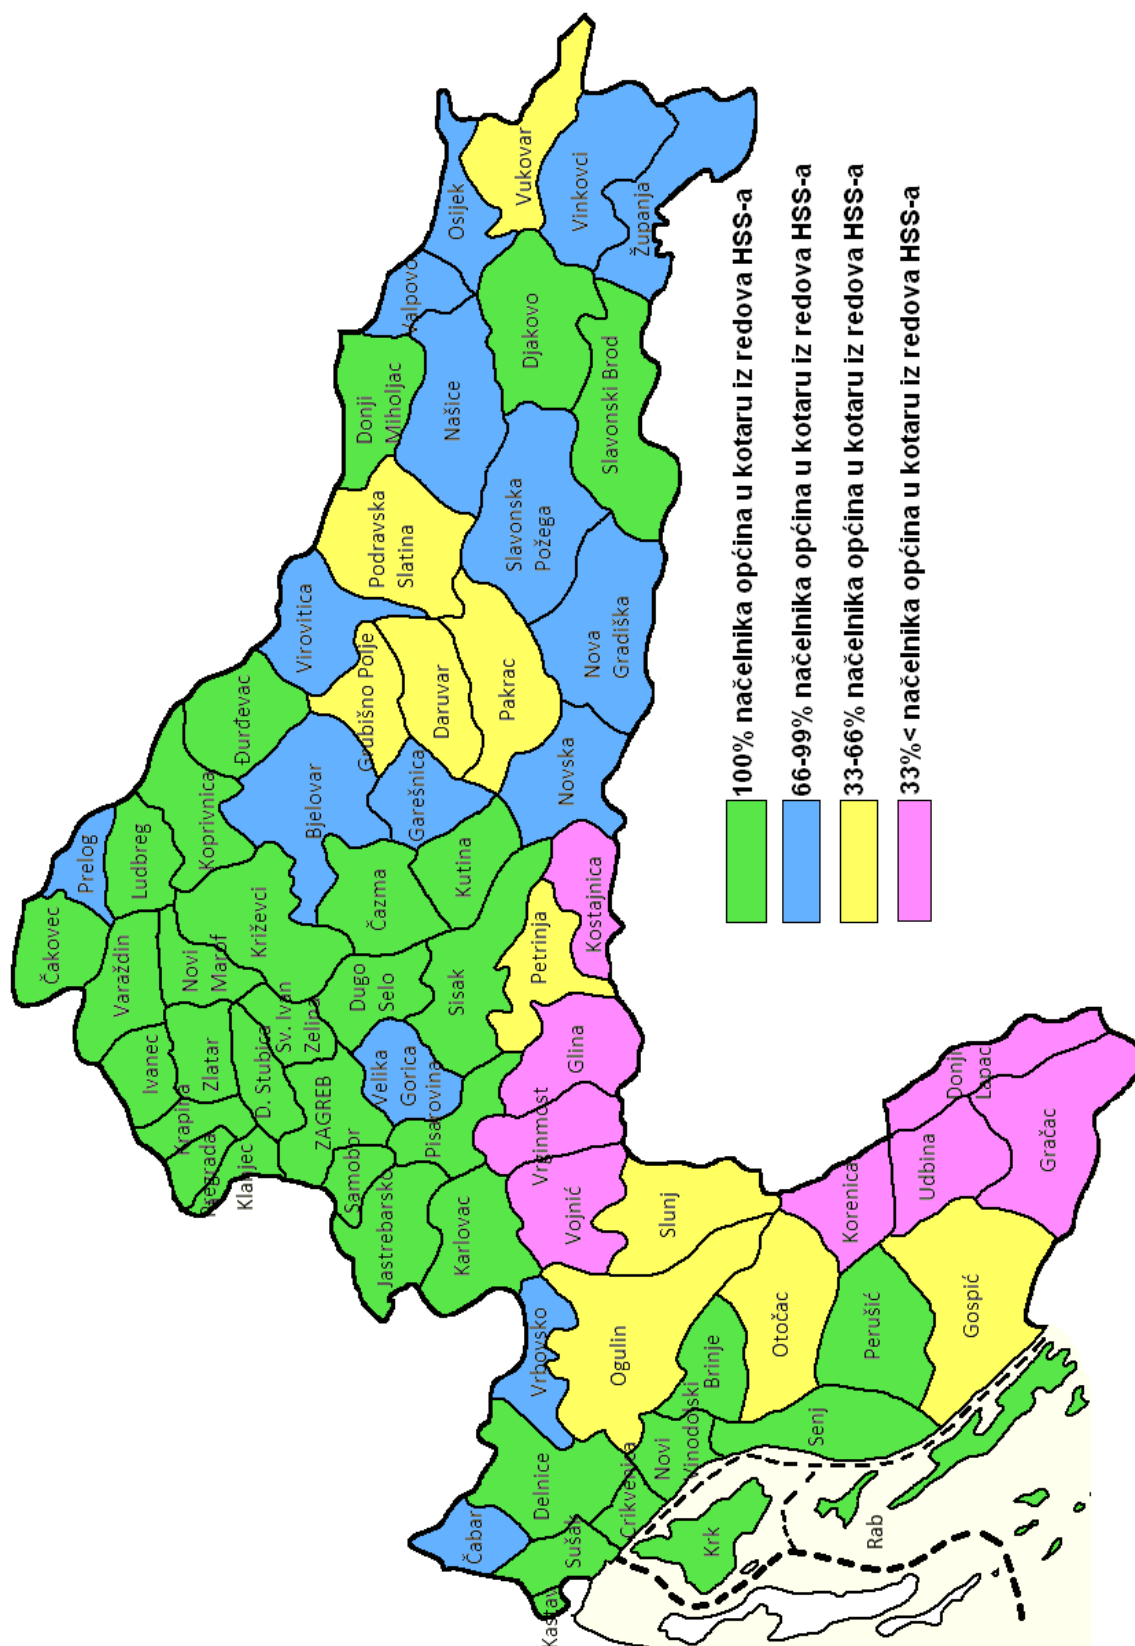 Čakovec
Prelog
Varaždin
Ludbreg
Ivanec
Novi
Marof
Koprivnica
Đurđevac
Krapina
Zlatar
Križevci
Pregrada
Klanjec
D. Stubica
Sv. Ivan
Zelina
Bjelovar
Virovitica
ZAGREB
Dugo
Selo
Čazma
Grubišno Polje
Garešnica
Daruvar
Podravska
Slatina
Donji
Miholjac
Valpovo
Osijek
Našice
Vukovar
Samobor
Velika
Gorica
Jastrebarsko
Pisarovina
Sisak
Kutina
Pakrac
Karlovac
Novska
Nova
Gradiška
Slavonska
Požega
Djakovo
Slavonski Brod
Vinkovci
Županja
Petrinja
Kostajnica
Glina
Vrginmost
Vojnić
Slunj
Vrbovsko
Ogulin
Čabar
Delnice
Sušak
Kastav
Crikvenica
Novi
Vinodolski
Brinje
Otočac
Korenica
Udbina
Donji
Lapac
Gračac
Perušić
Gospić
Senj
Krk
Rab
100% načelnika općina u kotaru iz redova HSS-a
66-99% načelnika općina u kotaru iz redova HSS-a
33-66% načelnika općina u kotaru iz redova HSS-a
33%< načelnika općina u kotaru iz redova HSS-a